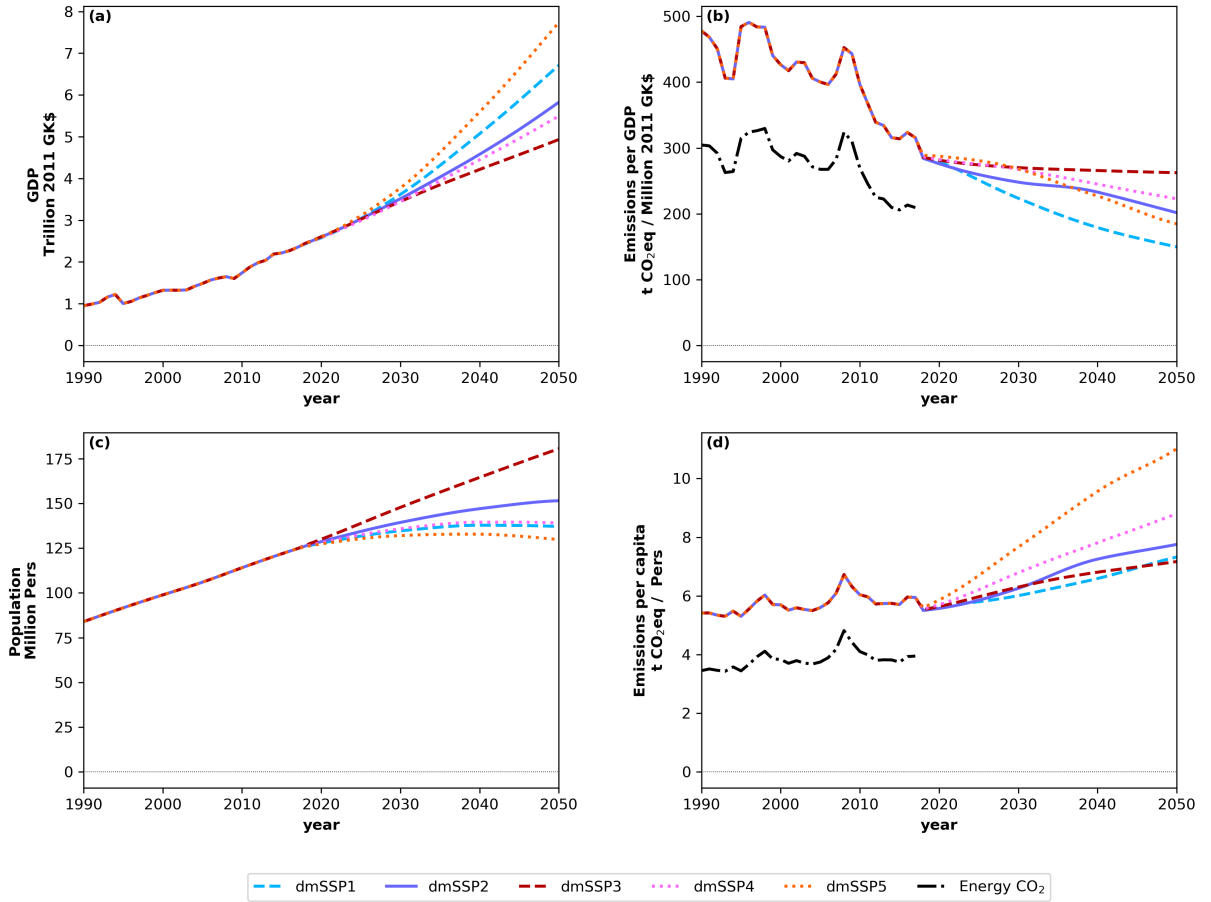 (a)
8
7
6
5
4
3
2
1
0
GDP
Trillion 2011 GK$
1990 2000 2010 2020 2030 2040 2050
year
(b)
500
400
300
200
100
0
Emissions per GDP
t CO₂eq / Million 2011 GK$
1990 2000 2010 2020 2030 2040 2050
year
(c)
175
150
125
100
75
50
25
0
Population
Million Pers
1990 2000 2010 2020 2030 2040 2050
year
(d)
10
8
6
4
2
0
Emissions per capita
t CO₂eq / Pers
1990 2000 2010 2020 2030 2040 2050
year
dmSSP1 dmSSP2 dmSSP3 dmSSP4 dmSSP5 Energy CO₂